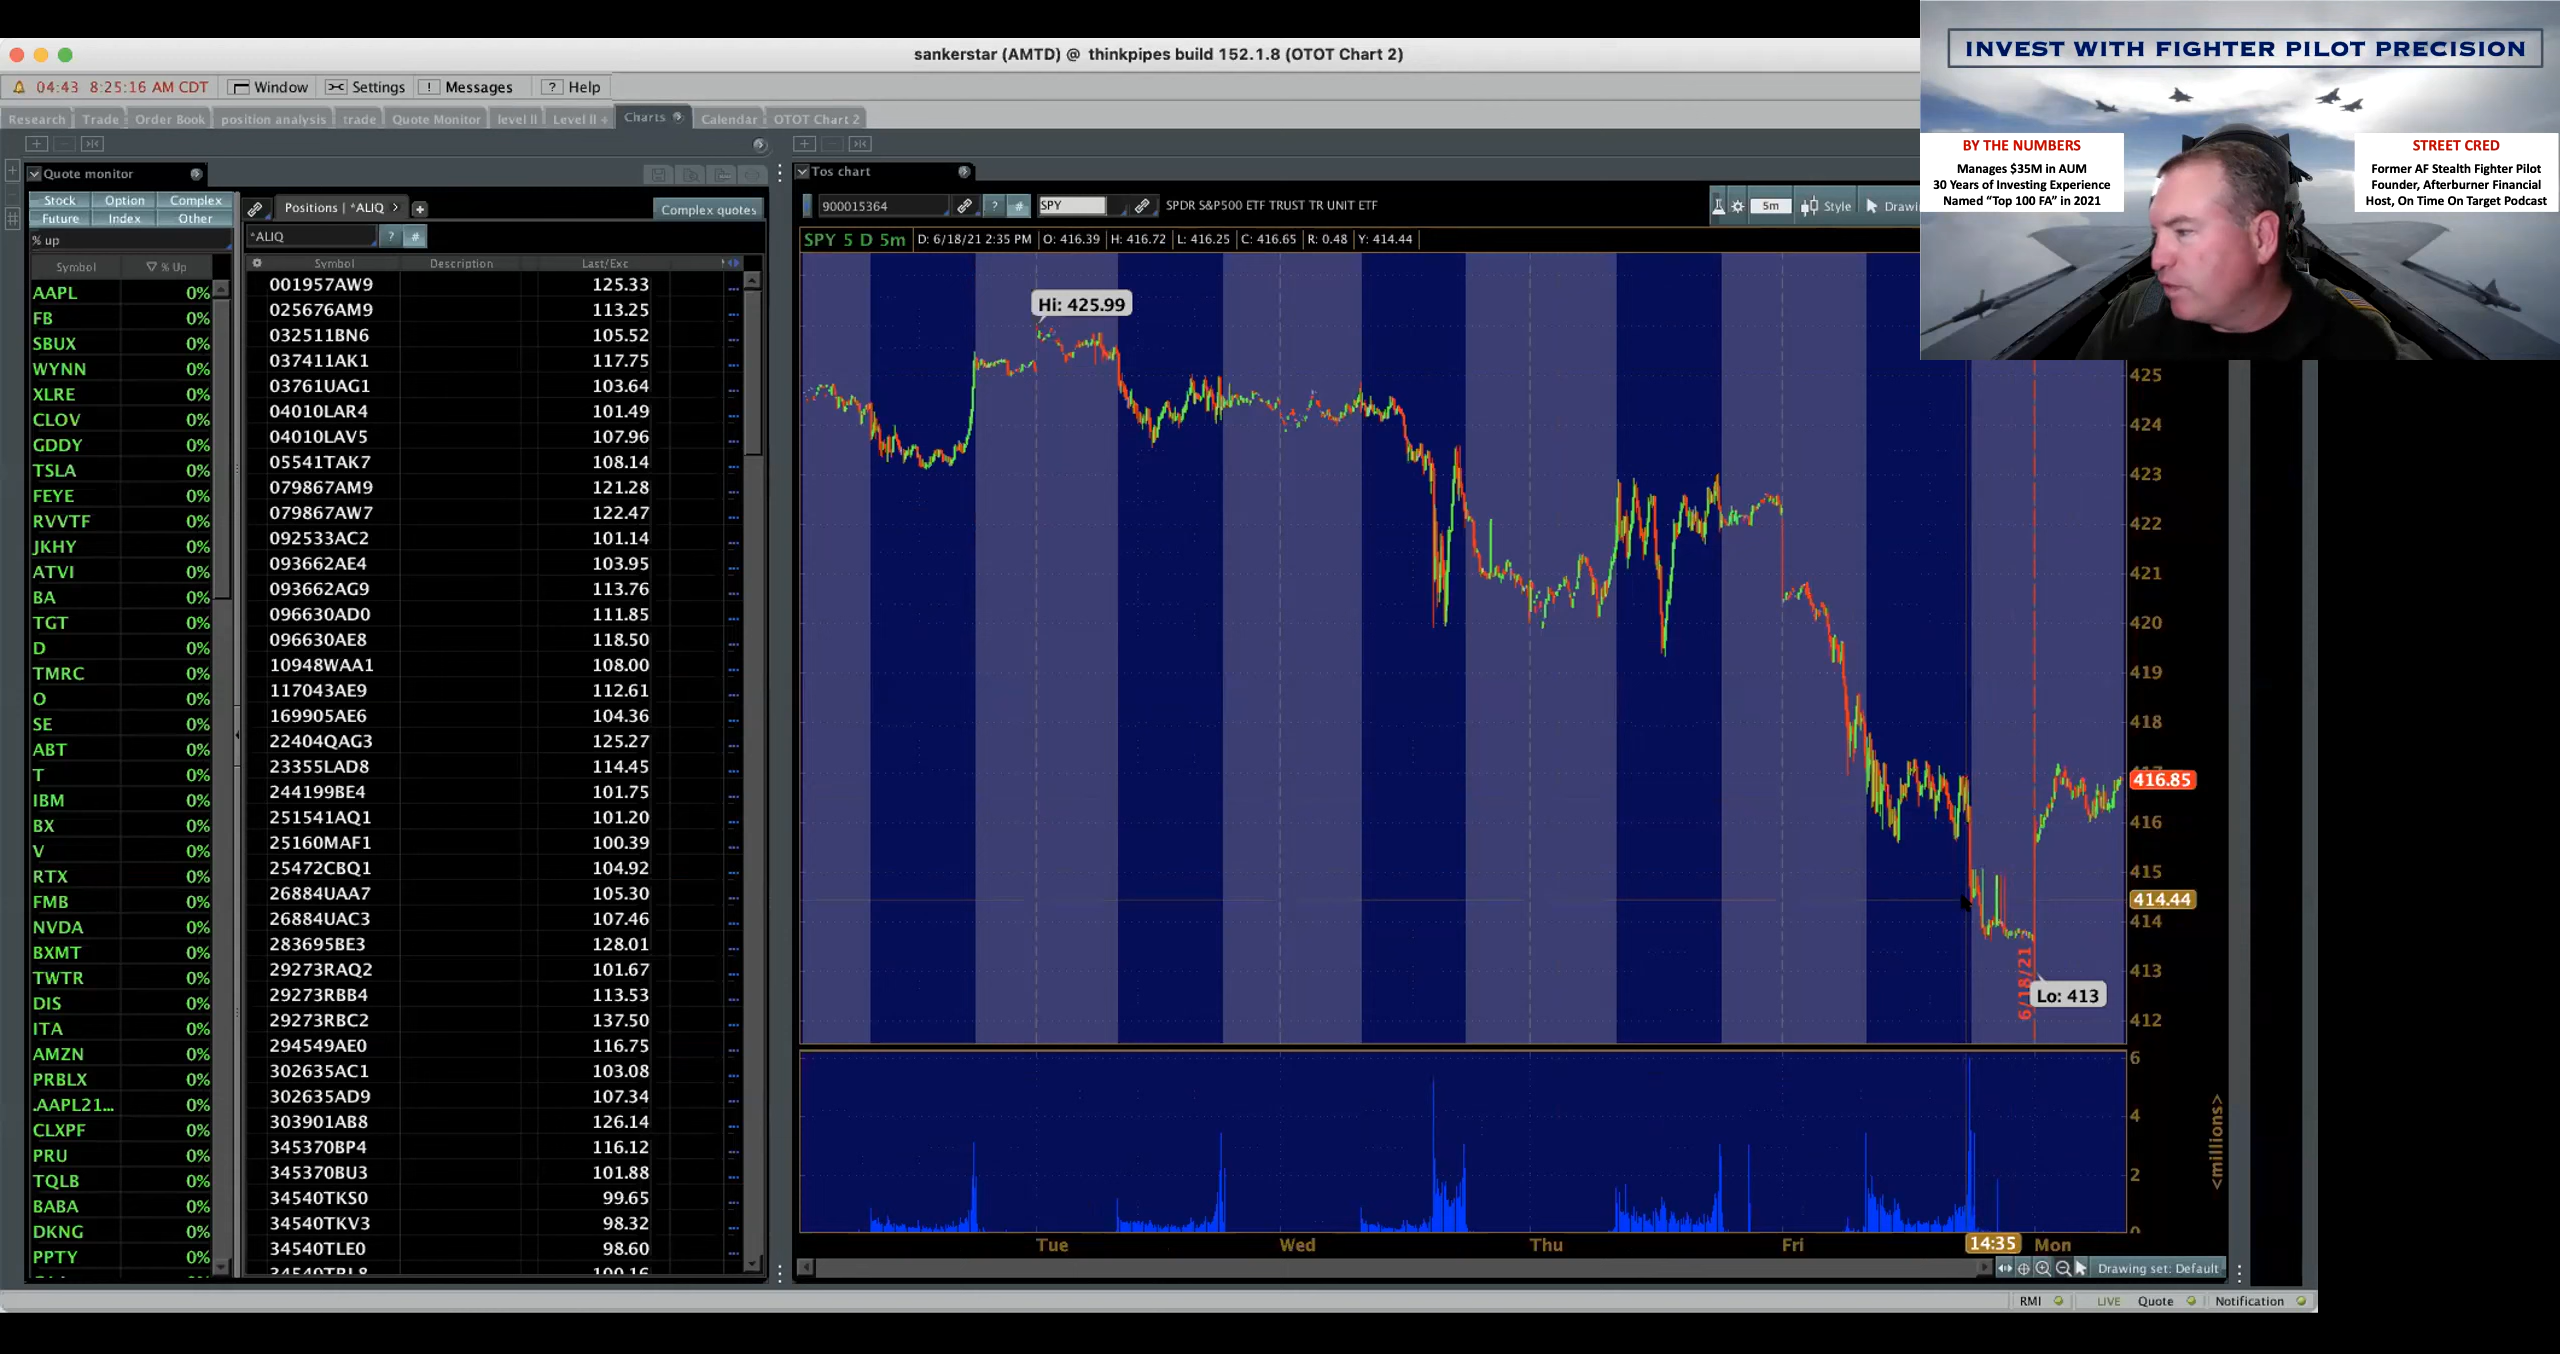 sankerstar (AMTD) @ thinkpipes build 152.1.8 (OTOT Chart 2)
INVEST WITH FIGHTER PILOT PRECISION
BY THE NUMBERS
Manages $35M in AUM
30 Years of Investing Experience
Named “Top 100 FA” in 2021
STREET CRED
Former AF Stealth Fighter Pilot
Founder, Afterburner Financial
Host, On Time On Target Podcast
04:43 8:25:16 AM CDT Window Settings ! Messages ? Help
Research Trade Order Book position analysis trade Quote Monitor level II Level II + Charts Calendar OTOT Chart 2
Quote monitor
Stock Option Complex
Future Index Other
% up
Symbol % Up
AAPL 0%
FB 0%
SBUX 0%
WYNN 0%
XLRE 0%
CLOV 0%
GDDY 0%
TSLA 0%
FEYE 0%
RVVTF 0%
JKHY 0%
ATVI 0%
BA 0%
TGT 0%
D 0%
TMRC 0%
O 0%
SE 0%
ABT 0%
T 0%
IBM 0%
BX 0%
V 0%
RTX 0%
FMB 0%
NVDA 0%
BXMT 0%
TWTR 0%
DIS 0%
ITA 0%
AMZN 0%
PRBLX 0%
.AAPL21... 0%
CLXPF 0%
PRU 0%
TQLB 0%
BABA 0%
DKNG 0%
PPTY 0%
Positions | *ALIQ > Complex quotes
*ALIQ ? #
Symbol Description Last/Exc
001957AW9 125.33
025676AM9 113.25
032511BN6 105.52
037411AK1 117.75
03761UAG1 103.64
04010LAR4 101.49
04010LAV5 107.96
05541TAK7 108.14
079867AM9 121.28
079867AW7 122.47
092533AC2 101.14
093662AE4 103.95
093662AG9 113.76
096630AD0 111.85
096630AE8 118.50
10948WAA1 108.00
117043AE9 112.61
169905AE6 104.36
22404QAG3 125.27
23355LAD8 114.45
244199BE4 101.75
251541AQ1 101.20
25160MAF1 100.39
25472CBQ1 104.92
26884UAA7 105.30
26884UAC3 107.46
283695BE3 128.01
29273RAQ2 101.67
29273RBB4 113.53
29273RBC2 137.50
294549AE0 116.75
302635AC1 103.08
302635AD9 107.34
303901AB8 126.14
345370BP4 116.12
345370BU3 101.88
34540TKS0 99.65
34540TKV3 98.32
34540TLE0 98.60
Tos chart
900015364 ? # SPY SPDR S&P500 ETF TRUST TR UNIT ETF 5m Style
SPY 5 D 5m D: 6/18/21 2:35 PM O: 416.39 H: 416.72 L: 416.25 C: 416.65 R: 0.48 Y: 414.44
Hi: 425.99
425
424
423
422
421
420
419
418
416.85
416
415
414.44
414
413
412
6/18/21
Lo: 413
6
4
2
0
<millions>
Tue Wed Thu Fri 14:35 Mon
Drawing set: Default
RMI LIVE Quote Notification